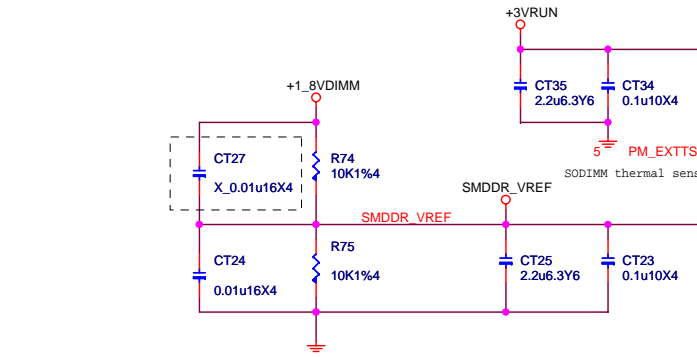 +3VRUN
CT35
2.2u6.3Y6
CT34
0.1u10X4
+1_8VDIMM
5 PM_EXTTS
SODIMM thermal sens
CT27
X_0.01u16X4
R74
10K1%4
SMDDR_VREF
SMDDR_VREF
R75
10K1%4
CT24
0.01u16X4
CT25
2.2u6.3Y6
CT23
0.1u10X4